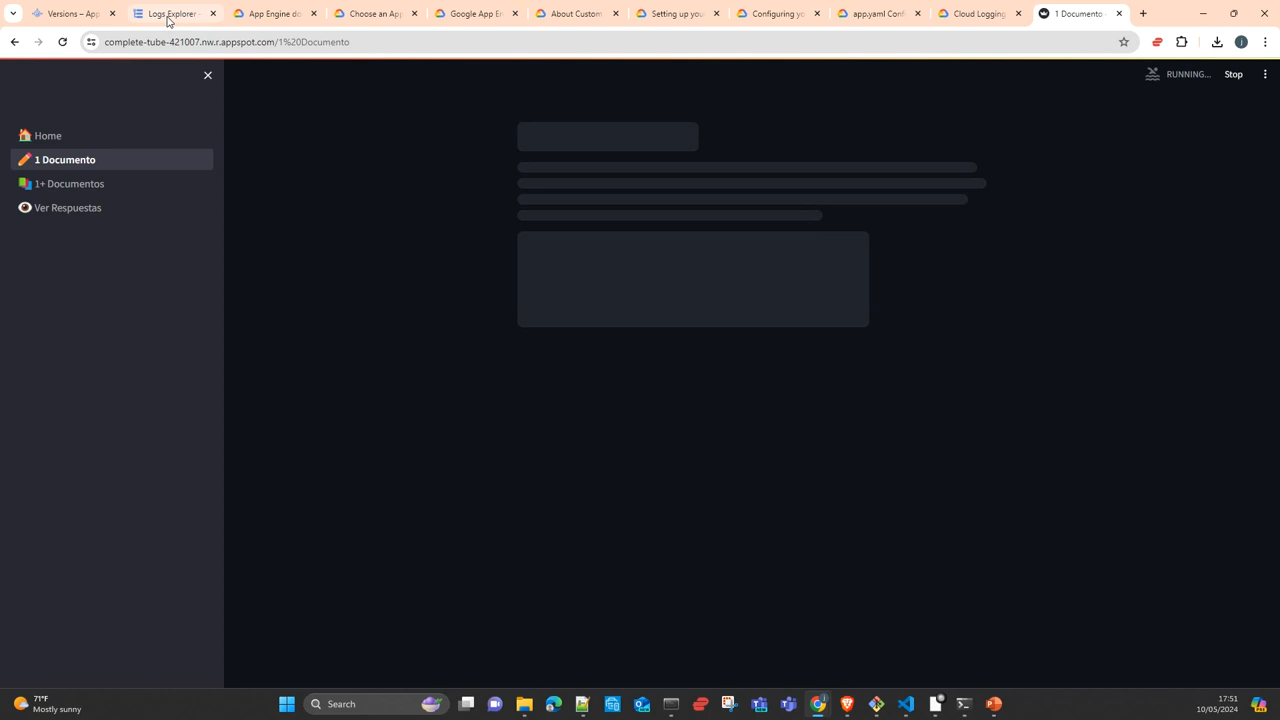 Versions – App
Logs Explorer –
App Engine do
Choose an App
Google App En
About Custom
Setting up you
Configuring yo
app.yaml Conf
Cloud Logging
1 Documento
complete-tube-421007.nw.r.appspot.com/1%20Documento
RUNNING... Stop
Home
1 Documento
1+ Documentos
Ver Respuestas
71°F
Mostly sunny
Search
17:51
10/05/2024